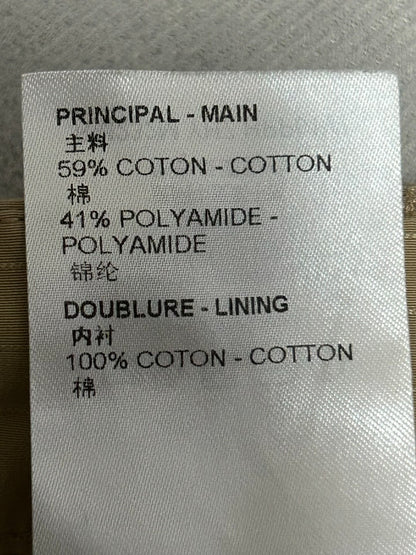 PRINCIPAL - MAIN
主料
59% COTON - COTTON
棉
41% POLYAMIDE -
POLYAMIDE
锦纶
DOUBLURE - LINING
内衬
100% COTON - COTTON
棉